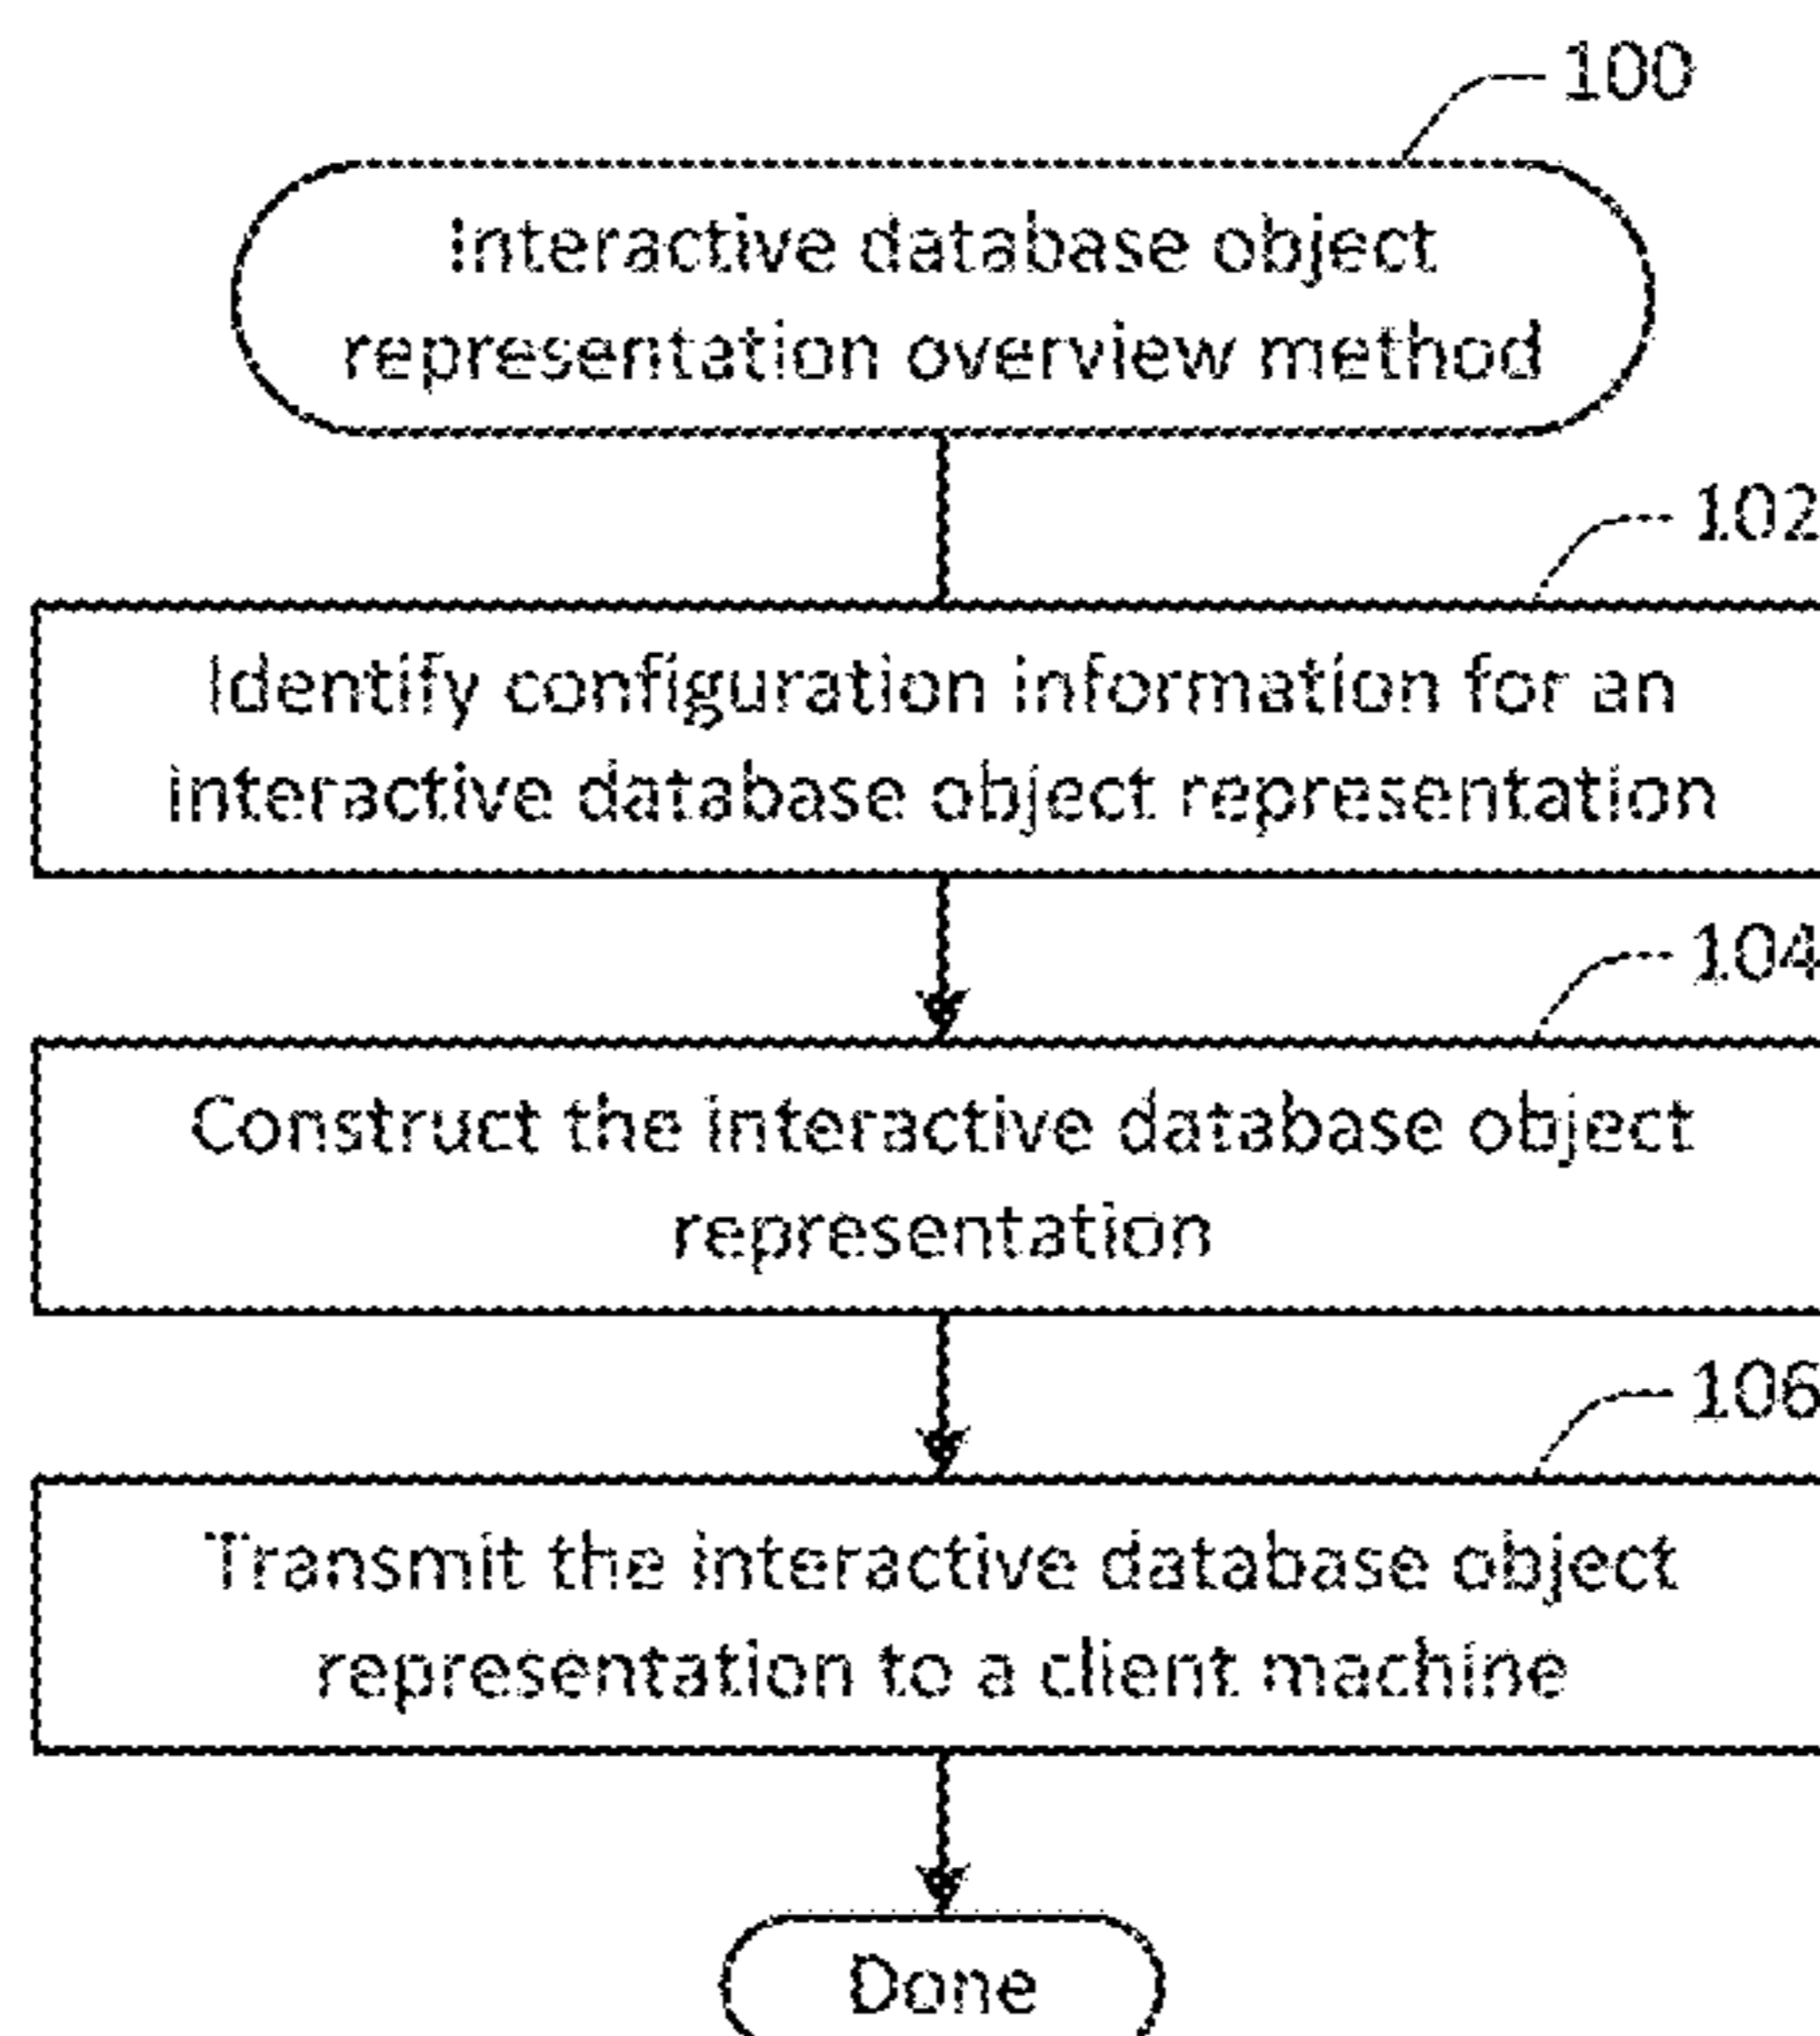 100
Interactive database object
representation overview method
102
Identify configuration information for an
interactive database object representation
104
Construct the interactive database object
representation
106
Transmit the interactive database object
representation to a client machine
Done